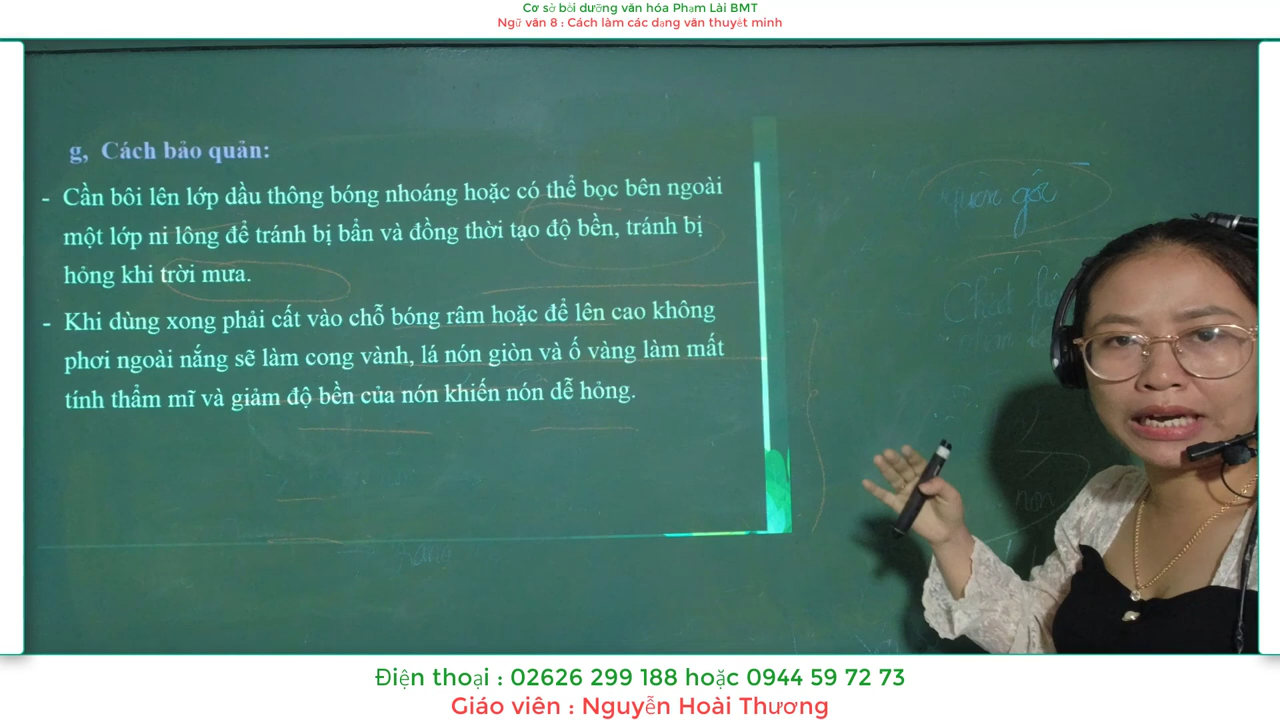 Cơ sở bồi dưỡng văn hóa Phạm Lài BMT
Ngữ văn 8 : Cách làm các dạng văn thuyết minh
g, Cách bảo quản:
- Cần bôi lên lớp dầu thông bóng nhoáng hoặc có thể bọc bên ngoài
một lớp ni lông để tránh bị bẩn và đồng thời tạo độ bền, tránh bị
hỏng khi trời mưa.
- Khi dùng xong phải cất vào chỗ bóng râm hoặc để lên cao không
phơi ngoài nắng sẽ làm cong vành, lá nón giòn và ố vàng làm mất
tính thẩm mĩ và giảm độ bền của nón khiến nón dễ hỏng.
gốc
Chất
nón
Điện thoại : 02626 299 188 hoặc 0944 59 72 73
Giáo viên : Nguyễn Hoài Thương